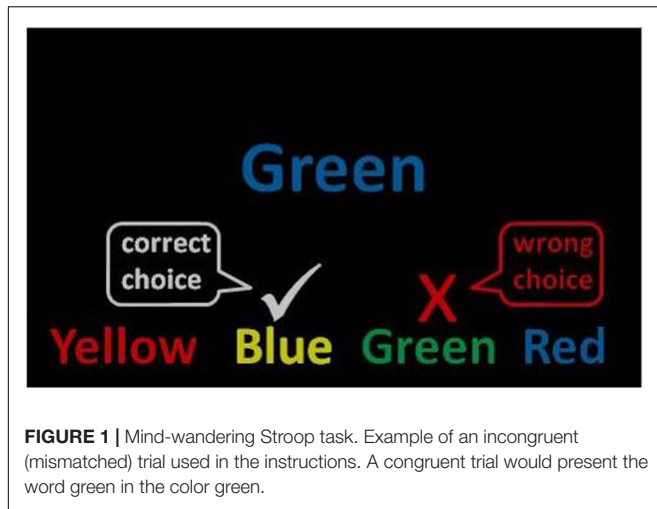 Green
correct
choice
wrong
choice
X
Yellow Blue Green Red
FIGURE 1 | Mind-wandering Stroop task. Example of an incongruent
(mismatched) trial used in the instructions. A congruent trial would present the
word green in the color green.